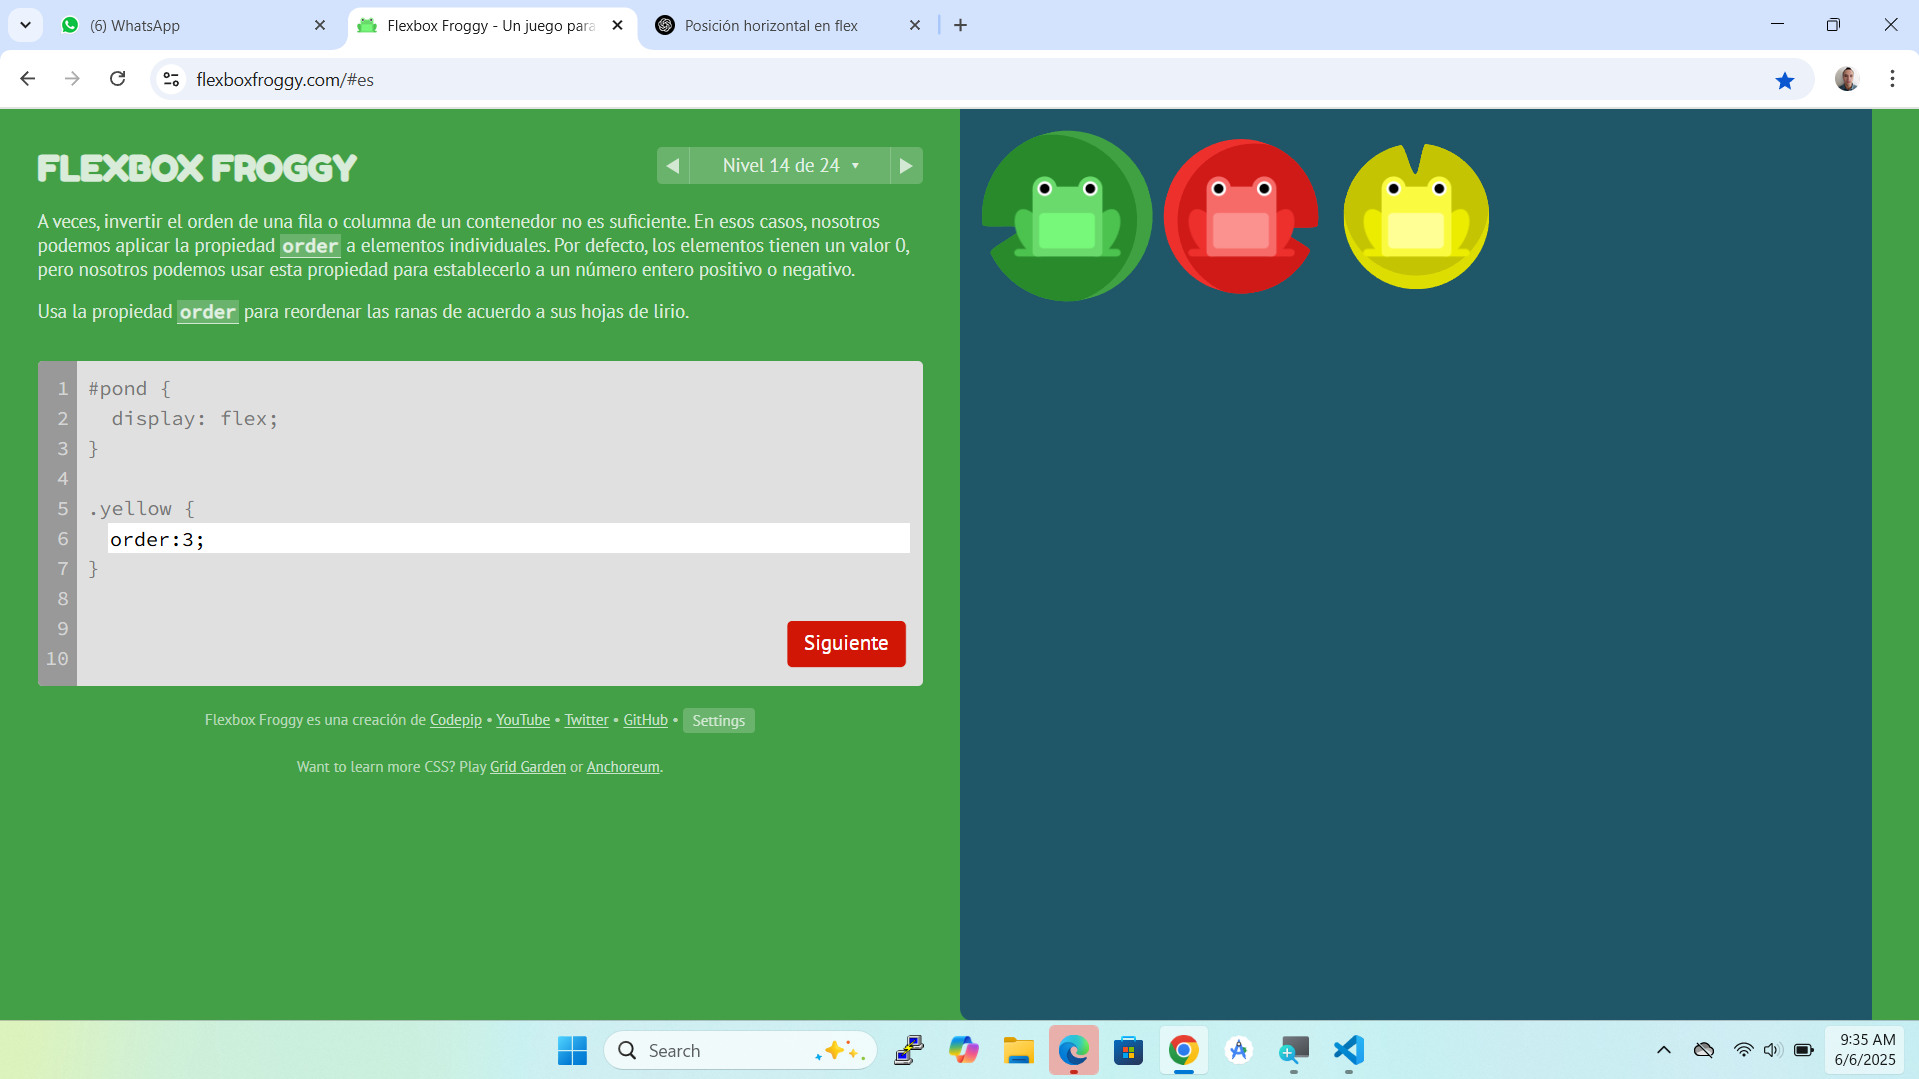 (6) WhatsApp
Flexbox Froggy - Un juego para
Posición horizontal en flex
flexboxfroggy.com/#es
FLEXBOX FROGGY
Nivel 14 de 24
A veces, invertir el orden de una fila o columna de un contenedor no es suficiente. En esos casos, nosotros
podemos aplicar la propiedad order a elementos individuales. Por defecto, los elementos tienen un valor 0,
pero nosotros podemos usar esta propiedad para establecerlo a un número entero positivo o negativo.
Usa la propiedad order para reordenar las ranas de acuerdo a sus hojas de lirio.
1 #pond {
2 display: flex;
3 }
4
5 .yellow {
6 order:3;
7 }
8
9
10
Siguiente
Flexbox Froggy es una creación de Codepip • YouTube • Twitter • GitHub • Settings
Want to learn more CSS? Play Grid Garden or Anchoreum.
Search
9:35 AM
6/6/2025